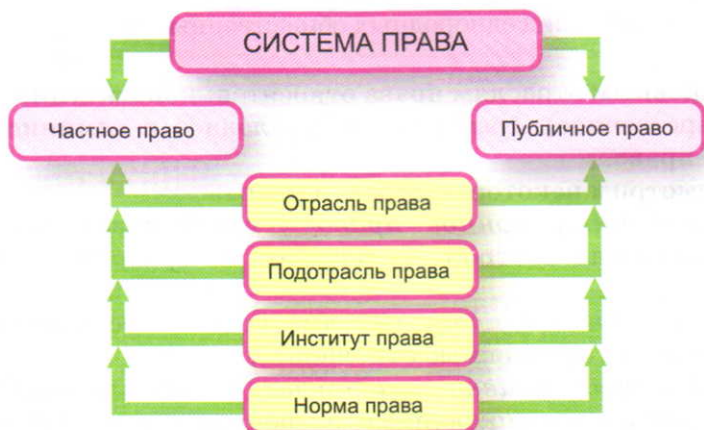 СИСТЕМА ПРАВА
Частное право
Публичное право
Отрасль права
Подотрасль права
Институт права
Норма права